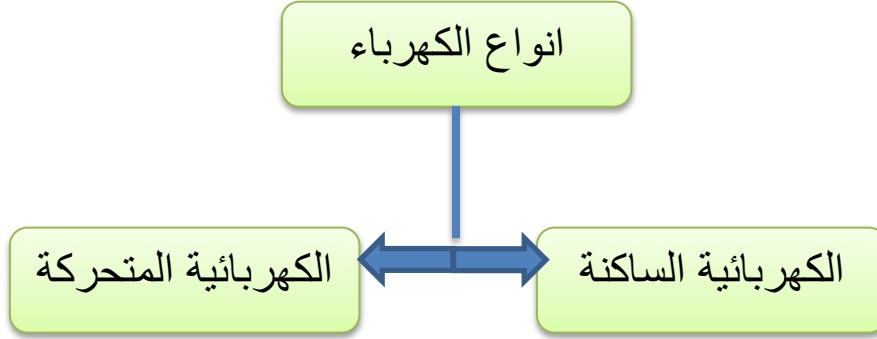 انواع الكهرباء
الكهربائية الساكنة
الكهربائية المتحركة